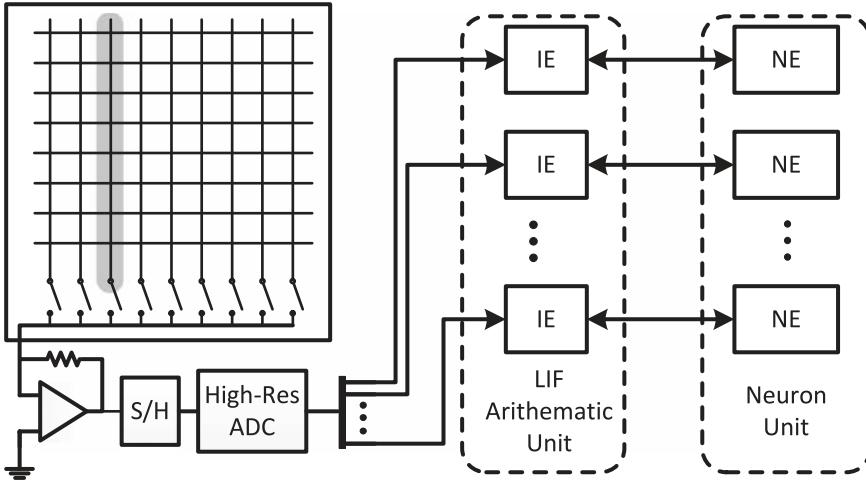 IE
NE
IE
NE
IE
NE
S/H
High-Res
ADC
LIF
Arithematic
Unit
Neuron
Unit